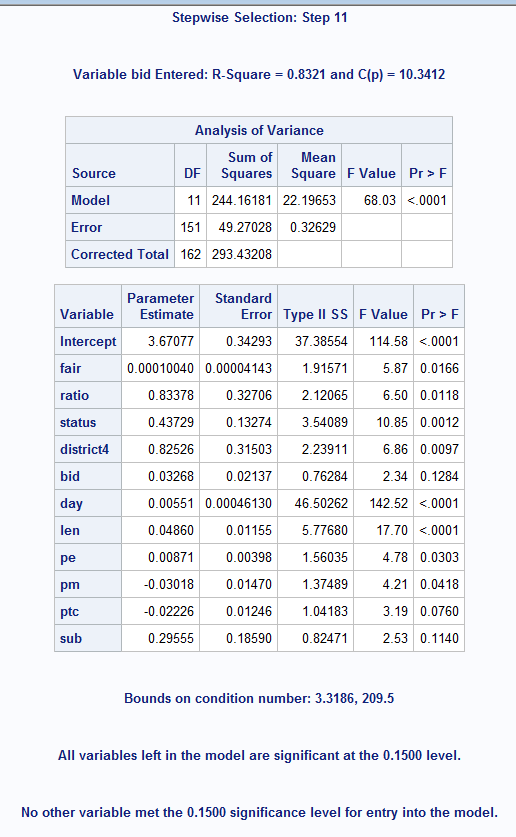 Stepwise Selection: Step 11
Variable bid Entered: R-Square = 0.8321 and C(p) = 10.3412
Analysis of Variance
Source DF Sum of Squares Mean Square F Value Pr > F
Model 11 244.16181 22.19653 68.03 <.0001
Error 151 49.27028 0.32629
Corrected Total 162 293.43208
Variable Parameter Estimate Standard Error Type II SS F Value Pr > F
Intercept 3.67077 0.34293 37.38554 114.58 <.0001
fair 0.00010040 0.00004143 1.91571 5.87 0.0166
ratio 0.83378 0.32706 2.12065 6.50 0.0118
status 0.43729 0.13274 3.54089 10.85 0.0012
district4 0.82526 0.31503 2.23911 6.86 0.0097
bid 0.03268 0.02137 0.76284 2.34 0.1284
day 0.00551 0.00046130 46.50262 142.52 <.0001
len 0.04860 0.01155 5.77680 17.70 <.0001
pe 0.00871 0.00398 1.56035 4.78 0.0303
pm -0.03018 0.01470 1.37489 4.21 0.0418
ptc -0.02226 0.01246 1.04183 3.19 0.0760
sub 0.29555 0.18590 0.82471 2.53 0.1140
Bounds on condition number: 3.3186, 209.5
All variables left in the model are significant at the 0.1500 level.
No other variable met the 0.1500 significance level for entry into the model.